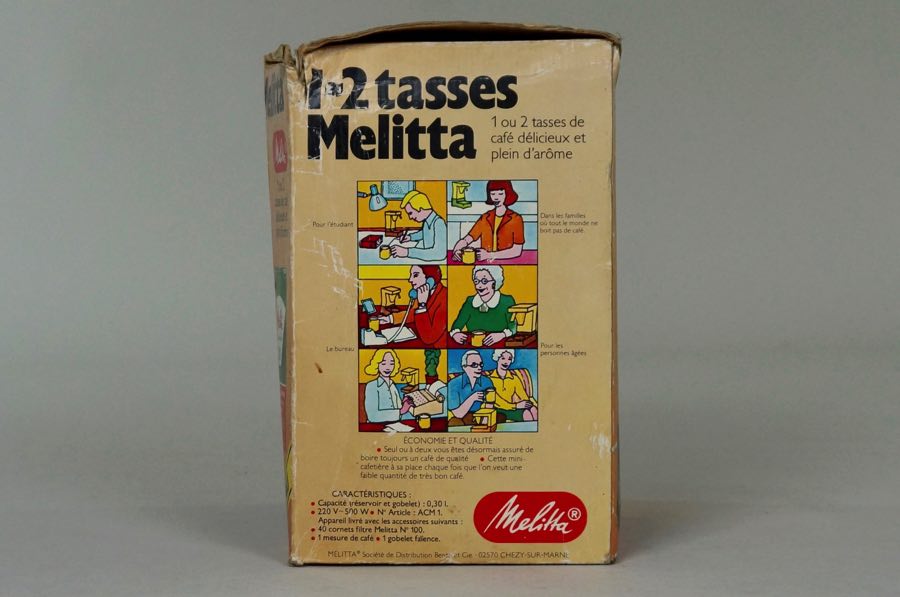 1à2 tasses
Melitta
1 ou 2 tasses de
café délicieux et
plein d'arôme
Pour l'étudiant
Dans les familles
où tout le monde ne
boit pas de café.
Le bureau
Pour les
personnes âgées
ÉCONOMIE ET QUALITÉ
• Seul ou à deux vous êtes désormais assuré de
boire toujours un café de qualité • Cette mini-
cafetière à sa place chaque fois que l'on veut une
faible quantité de très bon café.
CARACTÉRISTIQUES :
• Capacité (réservoir et gobelet) : 0,30 l.
• 220 V~ 500 W • N° Article : ACM 1.
Appareil livré avec les accessoires suivants :
• 40 cornets filtre Melitta N° 100.
• 1 mesure de café • 1 gobelet faïence.
Melitta®
MELITTA® Société de Distribution et Cie. - 02570 CHEZY-SUR-MARNE